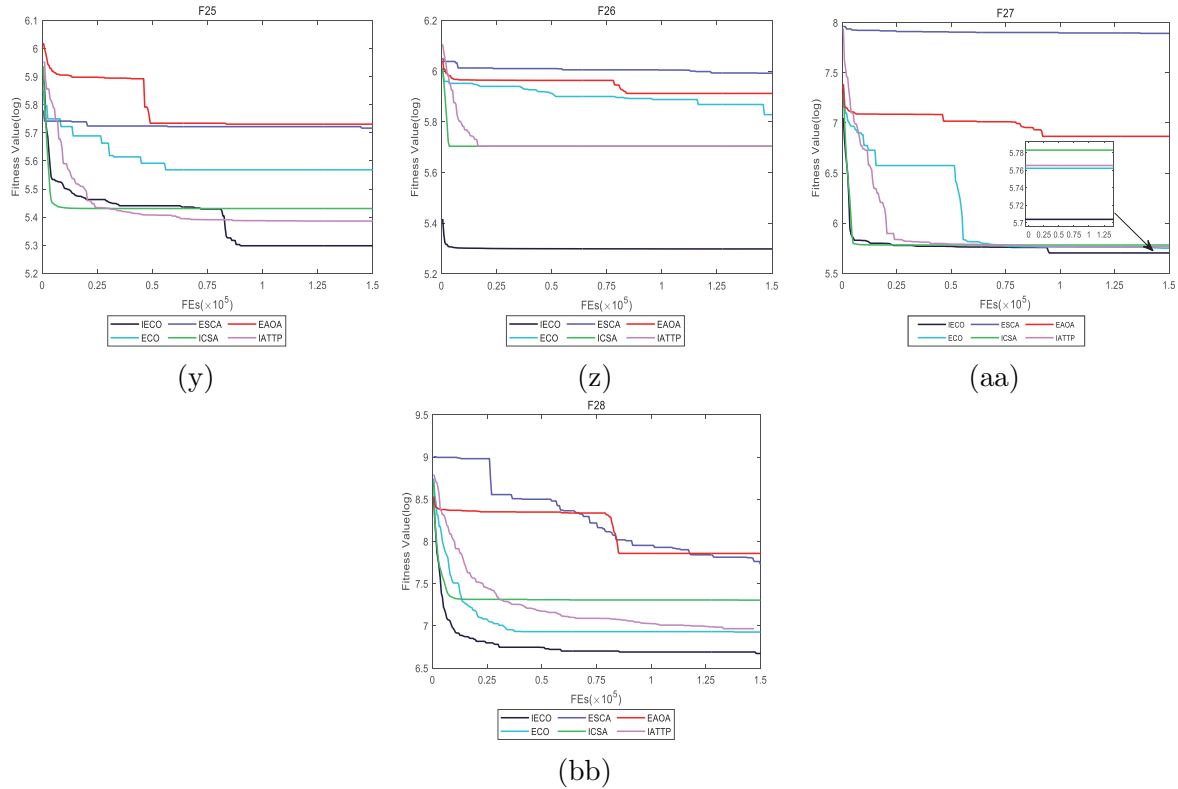 F25
6.1
6
5.9
5.8
5.7
5.6
5.5
5.4
5.3
5.2
Fitness Value(log)
0 0.25 0.5 0.75 1 1.25 1.5
FEs(×10^5)
IECO ESCA EAOA
ECO ICSA IATTP
(y)
F26
6.2
6
5.8
5.6
5.4
5.2
Fitness Value(log)
0 0.25 0.5 0.75 1 1.25 1.5
FEs(×10^5)
IECO ESCA EAOA
ECO ICSA IATTP
(z)
F27
8
7.5
7
6.5
6
5.5
Fitness Value(log)
5.78
5.76
5.74
5.72
5.7
0 0.25 0.5 0.75 1 1.25
0 0.25 0.5 0.75 1 1.25 1.5
FEs(×10^5)
IECO ESCA EAOA
ECO ICSA IATTP
(aa)
F28
9.5
9
8.5
8
7.5
7
6.5
Fitness Value(log)
0 0.25 0.5 0.75 1 1.25 1.5
FEs(×10^5)
IECO ESCA EAOA
ECO ICSA IATTP
(bb)